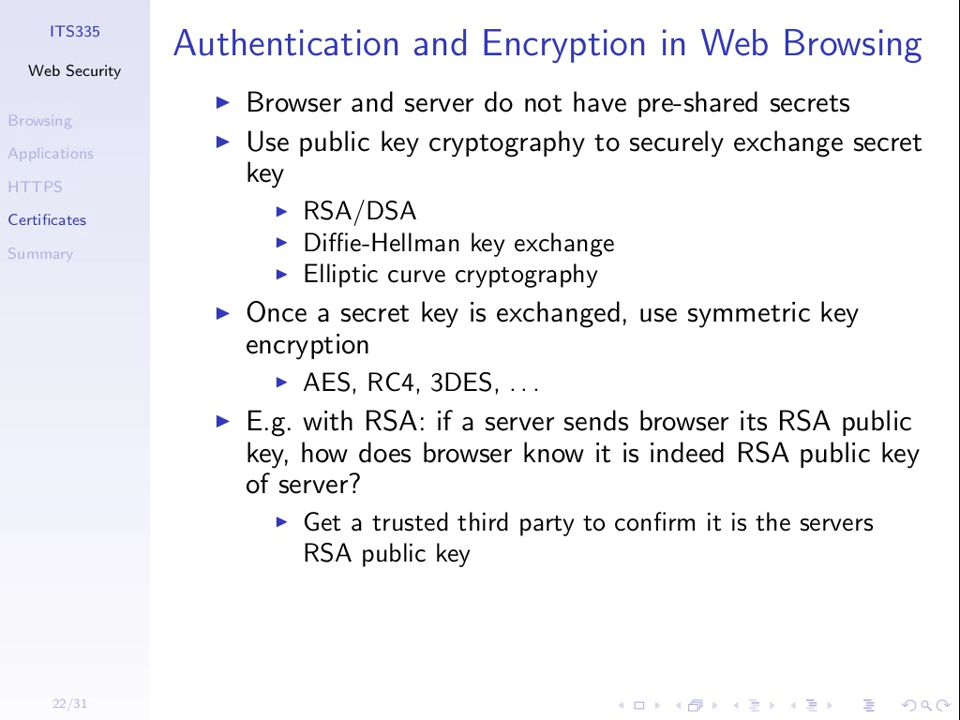 ITS335
Web Security
Browsing
Applications
HTTPS
Certificates
Summary
22/31
Authentication and Encryption in Web Browsing
Browser and server do not have pre-shared secrets
Use public key cryptography to securely exchange secret
key
RSA/DSA
Diffie-Hellman key exchange
Elliptic curve cryptography
Once a secret key is exchanged, use symmetric key
encryption
AES, RC4, 3DES, . . .
E.g. with RSA: if a server sends browser its RSA public
key, how does browser know it is indeed RSA public key
of server?
Get a trusted third party to confirm it is the servers
RSA public key